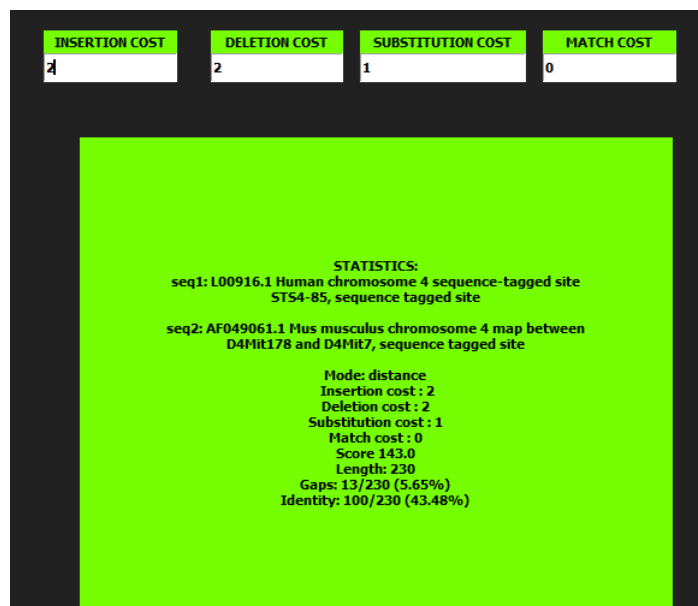 INSERTION COST
DELETION COST
SUBSTITUTION COST
MATCH COST
2
2
1
0
STATISTICS:
seq1: L00916.1 Human chromosome 4 sequence-tagged site
STS4-85, sequence tagged site
seq2: AF049061.1 Mus musculus chromosome 4 map between
D4Mit178 and D4Mit7, sequence tagged site
Mode: distance
Insertion cost : 2
Deletion cost : 2
Substitution cost : 1
Match cost : 0
Score 143.0
Length: 230
Gaps: 13/230 (5.65%)
Identity: 100/230 (43.48%)